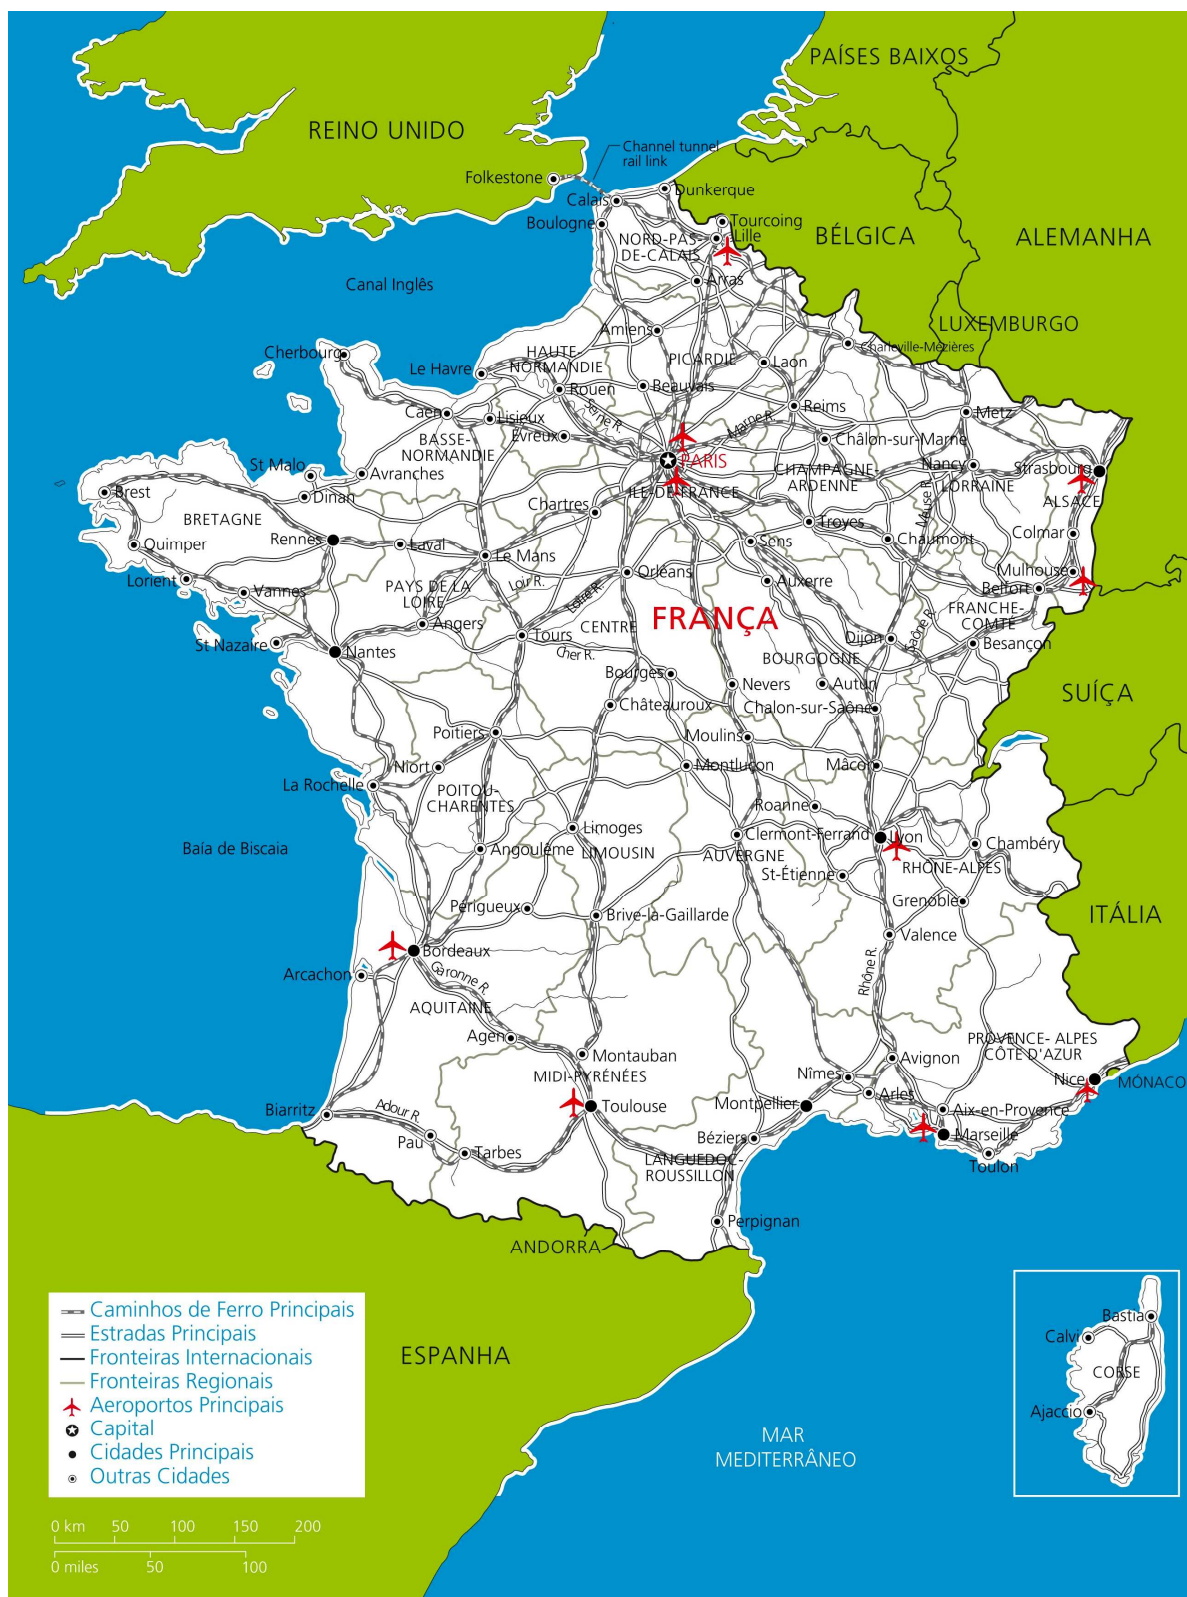 PAÍSES BAIXOS
REINO UNIDO
Channel tunnel
rail link
Folkestone
Dunkerque
Calais
Boulogne
Tourcoing
Lille
BÉLGICA
ALEMANHA
NORD-PAS-
DE-CALAIS
Arras
Canal Inglês
LUXEMBURGO
Amiens
Charleville-Mézières
Cherbourg
HAUTE-
NORMANDIE
PICARDIE
Laon
Le Havre
Rouen
Beauvais
Caen
Lisieux
Seine R.
Marne R.
Reims
Metz
Évreux
BASSE-
NORMANDIE
Châlon-sur-Marne
PARIS
St Malo
Avranches
CHAMPAGNE-
ARDENNE
Nancy
LORRAINE
Strasbourg
Brest
Dinan
ILE-DE-FRANCE
Meuse R.
ALSACE
BRETAGNE
Chartres
Troyes
Quimper
Rennes
Laval
Sens
Chaumont
Colmar
Le Mans
Lorient
Vannes
PAYS DE LA
LOIRE
Loir R.
Loire R.
Orléans
Auxerre
Mulhouse
Belfort
FRANÇA
FRANCHE-
COMTÉ
St Nazaire
Angers
Tours
CENTRE
Dijon
Saône R.
Besançon
Nantes
Cher R.
BOURGOGNE
Bourges
Nevers
Autun
SUÍÇA
Châteauroux
Chalon-sur-Saône
Poitiers
Moulins
Niort
Montluçon
Mâcon
La Rochelle
POITOU-
CHARENTES
Roanne
Limoges
Clermont-Ferrand
Lyon
Chambéry
Baía de Biscaia
Angoulême
LIMOUSIN
AUVERGNE
RHÔNE-ALPES
St-Étienne
Périgueux
Brive-la-Gaillarde
Grenoble
ITÁLIA
Valence
Bordeaux
Garonne R.
Rhône R.
Arcachon
AQUITAINE
Agen
PROVENCE- ALPES
CÔTE D'AZUR
Montauban
Avignon
MIDI-PYRÉNÉES
Nîmes
Nice
MÓNACO
Arles
Biarritz
Adour R.
Toulouse
Montpellier
Aix-en-Provence
Pau
Béziers
Marseille
Tarbes
LANGUEDOC-
ROUSSILLON
Toulon
Perpignan
ANDORRA
Caminhos de Ferro Principais
Estradas Principais
Fronteiras Internacionais
Fronteiras Regionais
Aeroportos Principais
Capital
Cidades Principais
Outras Cidades
ESPANHA
MAR
MEDITERRÂNEO
Bastia
Calvi
CORSE
Ajaccio
0 km 50 100 150 200
0 miles 50 100